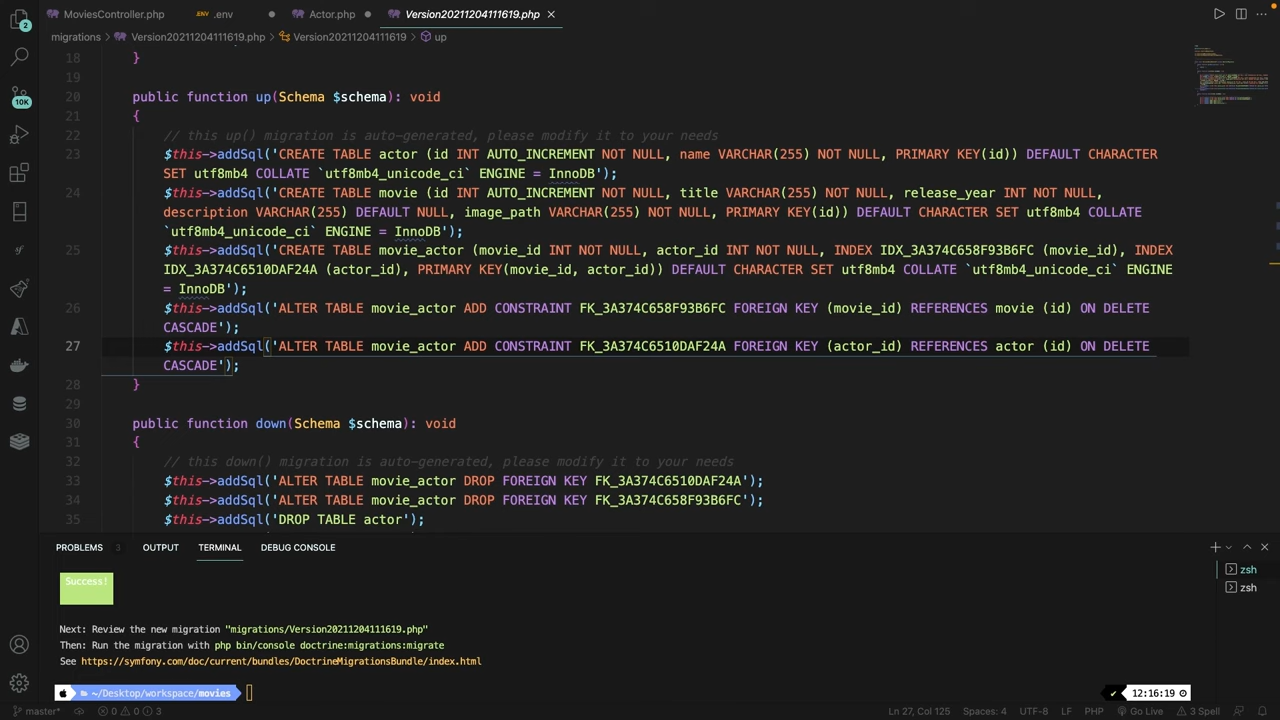 MoviesController.php .env Actor.php Version20211204111619.php
migrations > Version20211204111619.php > Version20211204111619 > up
18 }
19
20 public function up(Schema $schema): void
21 {
22 // this up() migration is auto-generated, please modify it to your needs
23 $this->addSql('CREATE TABLE actor (id INT AUTO_INCREMENT NOT NULL, name VARCHAR(255) NOT NULL, PRIMARY KEY(id)) DEFAULT CHARACTER
SET utf8mb4 COLLATE `utf8mb4_unicode_ci` ENGINE = InnoDB');
24 $this->addSql('CREATE TABLE movie (id INT AUTO_INCREMENT NOT NULL, title VARCHAR(255) NOT NULL, release_year INT NOT NULL,
description VARCHAR(255) DEFAULT NULL, image_path VARCHAR(255) NOT NULL, PRIMARY KEY(id)) DEFAULT CHARACTER SET utf8mb4 COLLATE
`utf8mb4_unicode_ci` ENGINE = InnoDB');
25 $this->addSql('CREATE TABLE movie_actor (movie_id INT NOT NULL, actor_id INT NOT NULL, INDEX IDX_3A374C658F93B6FC (movie_id), INDEX
IDX_3A374C6510DAF24A (actor_id), PRIMARY KEY(movie_id, actor_id)) DEFAULT CHARACTER SET utf8mb4 COLLATE `utf8mb4_unicode_ci` ENGINE
= InnoDB');
26 $this->addSql('ALTER TABLE movie_actor ADD CONSTRAINT FK_3A374C658F93B6FC FOREIGN KEY (movie_id) REFERENCES movie (id) ON DELETE
CASCADE');
27 $this->addSql('ALTER TABLE movie_actor ADD CONSTRAINT FK_3A374C6510DAF24A FOREIGN KEY (actor_id) REFERENCES actor (id) ON DELETE
CASCADE');
28 }
29
30 public function down(Schema $schema): void
31 {
32 // this down() migration is auto-generated, please modify it to your needs
33 $this->addSql('ALTER TABLE movie_actor DROP FOREIGN KEY FK_3A374C6510DAF24A');
34 $this->addSql('ALTER TABLE movie_actor DROP FOREIGN KEY FK_3A374C658F93B6FC');
35 $this->addSql('DROP TABLE actor');
2
10K
PROBLEMS 3 OUTPUT TERMINAL DEBUG CONSOLE
zsh
zsh
Success!
Next: Review the new migration "migrations/Version20211204111619.php"
Then: Run the migration with php bin/console doctrine:migrations:migrate
See https://symfony.com/doc/current/bundles/DoctrineMigrationsBundle/index.html
~/Desktop/workspace/movies 12:16:19
master* 0 0 3 Ln 27, Col 125 Spaces: 4 UTF-8 LF PHP Go Live 3 Spell